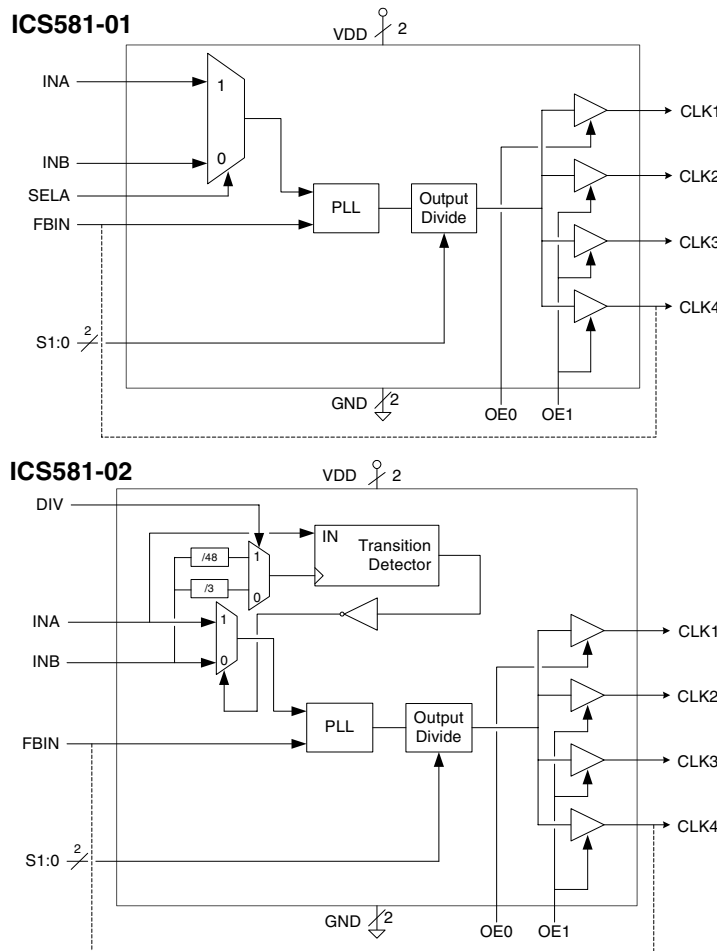 ICS581-01
VDD 2
INA
1
CLK1
INB
0
SELA
CLK2
FBIN
PLL
Output
Divide
CLK3
CLK4
S1:0
2
GND 2
OE0 OE1
ICS581-02
VDD 2
DIV
IN
Transition
Detector
/48
1
/3
0
INA
1
CLK1
INB
0
CLK2
FBIN
PLL
Output
Divide
CLK3
CLK4
S1:0
2
GND 2
OE0 OE1